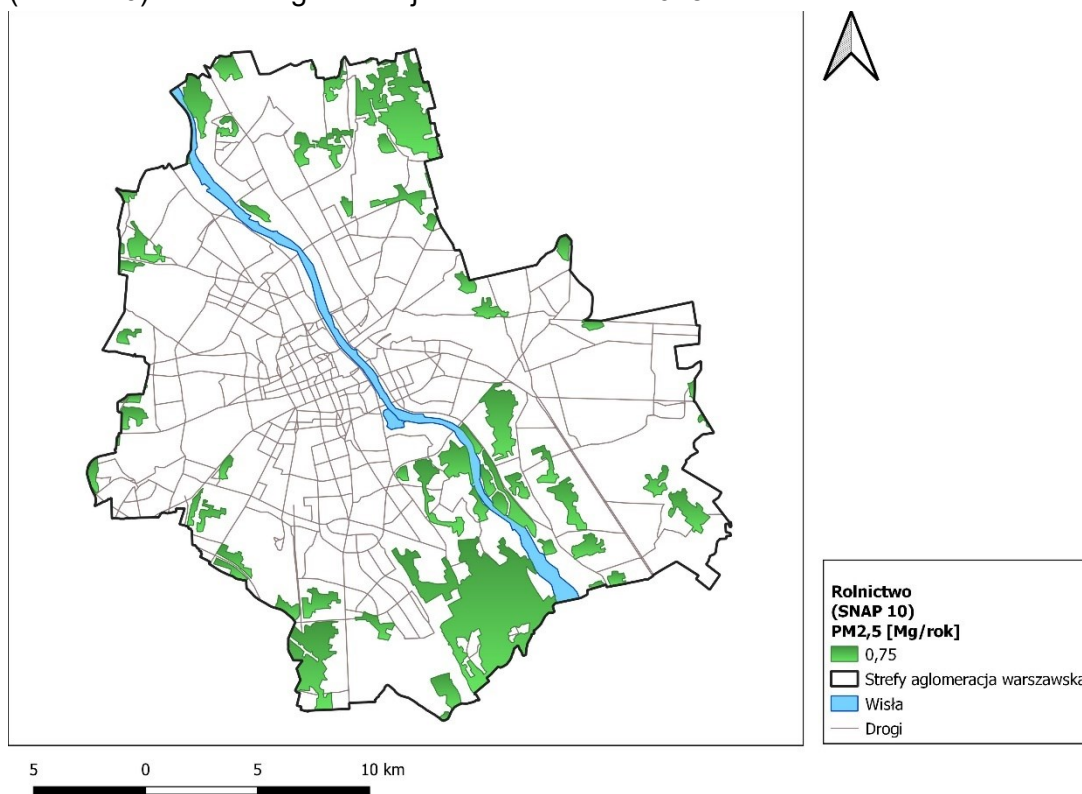 Rolnictwo
(SNAP 10)
PM2,5 [Mg/rok]
0,75
Strefy aglomeracja warszawska
Wisła
Drogi
5 0 5 10 km